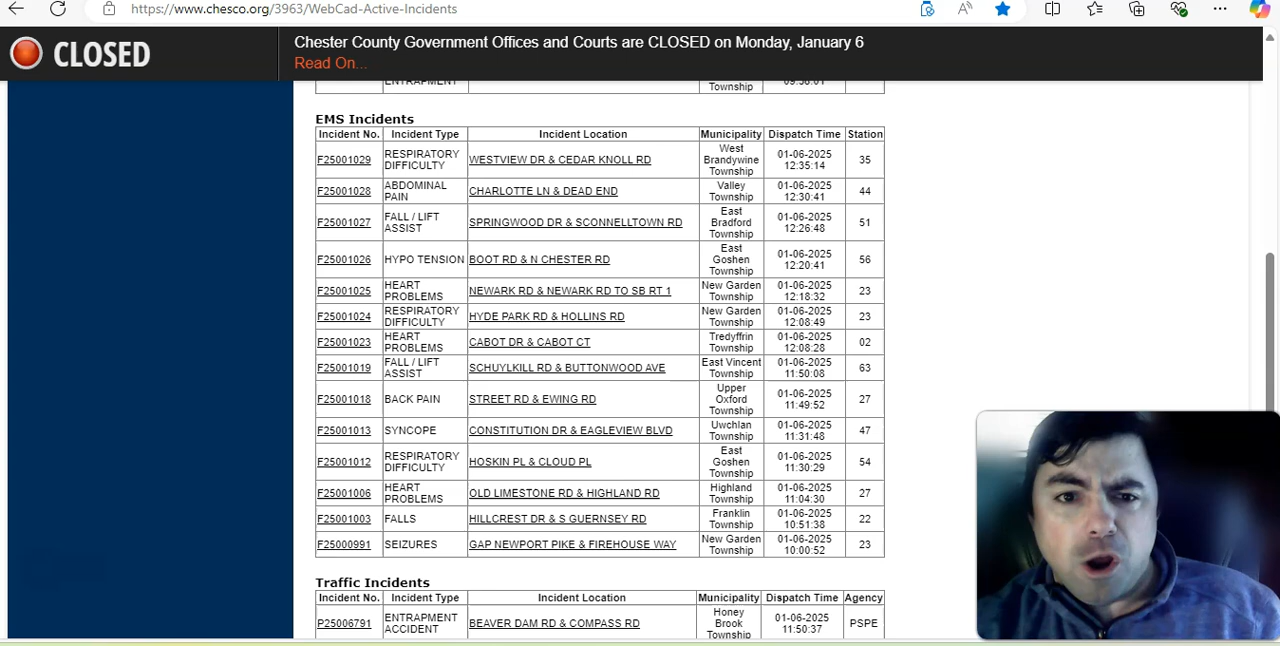 https://www.chesco.org/3963/WebCad-Active-Incidents
CLOSED
Chester County Government Offices and Courts are CLOSED on Monday, January 6
Read On...
ENTRAPMENT
Township
09:38:01
EMS Incidents
Incident No. Incident Type Incident Location Municipality Dispatch Time Station
F25001029 RESPIRATORY DIFFICULTY WESTVIEW DR & CEDAR KNOLL RD West Brandywine Township 01-06-2025 12:35:14 35
F25001028 ABDOMINAL PAIN CHARLOTTE LN & DEAD END Valley Township 01-06-2025 12:30:41 44
F25001027 FALL / LIFT ASSIST SPRINGWOOD DR & SCONNELLTOWN RD East Bradford Township 01-06-2025 12:26:48 51
F25001026 HYPO TENSION BOOT RD & N CHESTER RD East Goshen Township 01-06-2025 12:20:41 56
F25001025 HEART PROBLEMS NEWARK RD & NEWARK RD TO SB RT 1 New Garden Township 01-06-2025 12:18:32 23
F25001024 RESPIRATORY DIFFICULTY HYDE PARK RD & HOLLINS RD New Garden Township 01-06-2025 12:08:49 23
F25001023 HEART PROBLEMS CABOT DR & CABOT CT Tredyffrin Township 01-06-2025 12:08:28 02
F25001019 FALL / LIFT ASSIST SCHUYLKILL RD & BUTTONWOOD AVE East Vincent Township 01-06-2025 11:50:08 63
F25001018 BACK PAIN STREET RD & EWING RD Upper Oxford Township 01-06-2025 11:49:52 27
F25001013 SYNCOPE CONSTITUTION DR & EAGLEVIEW BLVD Uwchlan Township 01-06-2025 11:31:48 47
F25001012 RESPIRATORY DIFFICULTY HOSKIN PL & CLOUD PL East Goshen Township 01-06-2025 11:30:29 54
F25001006 HEART PROBLEMS OLD LIMESTONE RD & HIGHLAND RD Highland Township 01-06-2025 11:04:30 27
F25001003 FALLS HILLCREST DR & S GUERNSEY RD Franklin Township 01-06-2025 10:51:38 22
F25000991 SEIZURES GAP NEWPORT PIKE & FIREHOUSE WAY New Garden Township 01-06-2025 10:00:52 23
Traffic Incidents
Incident No. Incident Type Incident Location Municipality Dispatch Time Agency
P25006791 ENTRAPMENT ACCIDENT BEAVER DAM RD & COMPASS RD Honey Brook Township 01-06-2025 11:50:37 PSPE